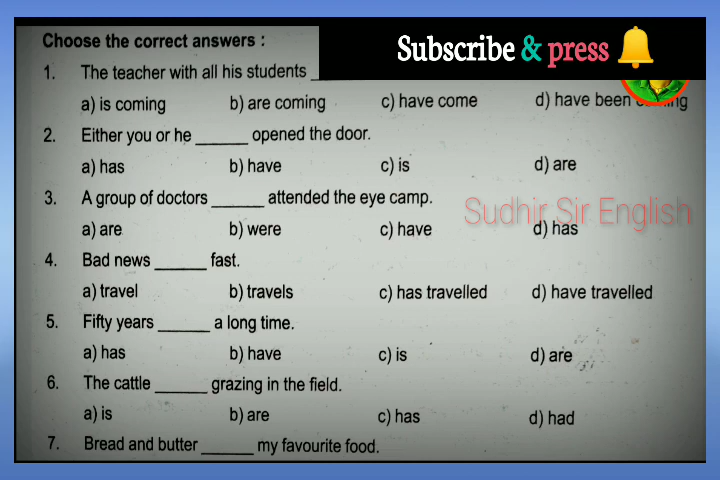 Subscribe & press
Choose the correct answers :
1. The teacher with all his students
a) is coming b) are coming c) have come d) have been
2. Either you or he ______ opened the door.
a) has b) have c) is d) are
3. A group of doctors ______ attended the eye camp.
Sudhir Sir English
a) are b) were c) have d) has
4. Bad news ______ fast.
a) travel b) travels c) has travelled d) have travelled
5. Fifty years ______ a long time.
a) has b) have c) is d) are
6. The cattle ______ grazing in the field.
a) is b) are c) has d) had
7. Bread and butter ______ my favourite food.